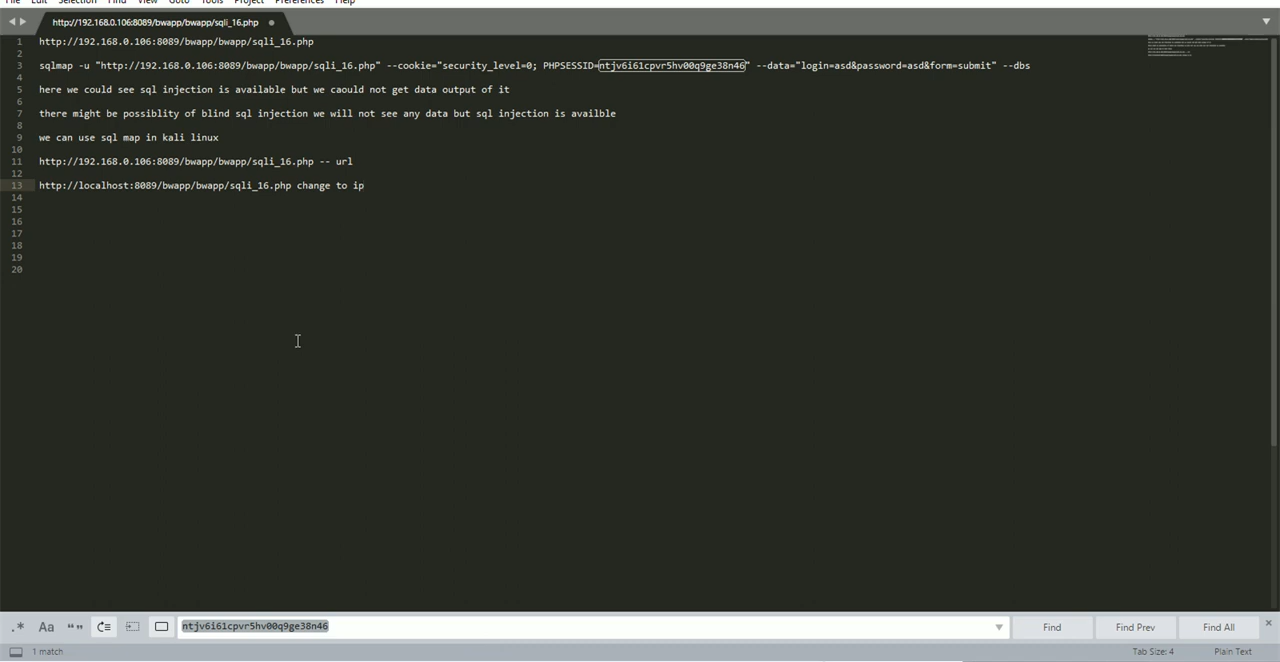 File Edit Selection Find View Goto Tools Project Preferences Help
http://192.168.0.106:8089/bwapp/bwapp/sqli_16.php
1 http://192.168.0.106:8089/bwapp/bwapp/sqli_16.php
2
3 sqlmap -u "http://192.168.0.106:8089/bwapp/bwapp/sqli_16.php" --cookie="security_level=0; PHPSESSID=ntjv6i61cpvr5hv00q9ge38n46" --data="login=asd&password=asd&form=submit" --dbs
4
5 here we could see sql injection is available but we caould not get data output of it
6
7 there might be possiblity of blind sql injection we will not see any data but sql injection is availble
8
9 we can use sql map in kali linux
10
11 http://192.168.0.106:8089/bwapp/bwapp/sqli_16.php -- url
12
13 http://localhost:8089/bwapp/bwapp/sqli_16.php change to ip
14
15
16
17
18
19
20
.* Aa "" ntjv6i61cpvr5hv00q9ge38n46 Find Find Prev Find All
1 match Tab Size: 4 Plain Text